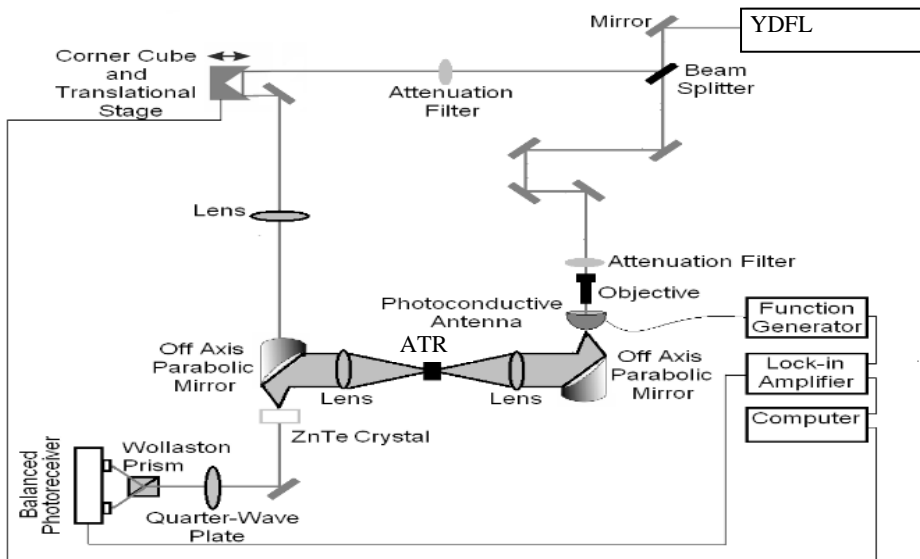 Mirror
YDFL
Corner Cube
and
Translational
Stage
Attenuation
Filter
Beam
Splitter
Lens
Attenuation Filter
Objective
Photoconductive
Antenna
Function
Generator
ATR
Off Axis
Parabolic
Mirror
Lens
Lens
Off Axis
Parabolic
Mirror
Lock-in
Amplifier
Computer
ZnTe Crystal
Wollaston
Prism
Balanced
Photoreceiver
Quarter-Wave
Plate